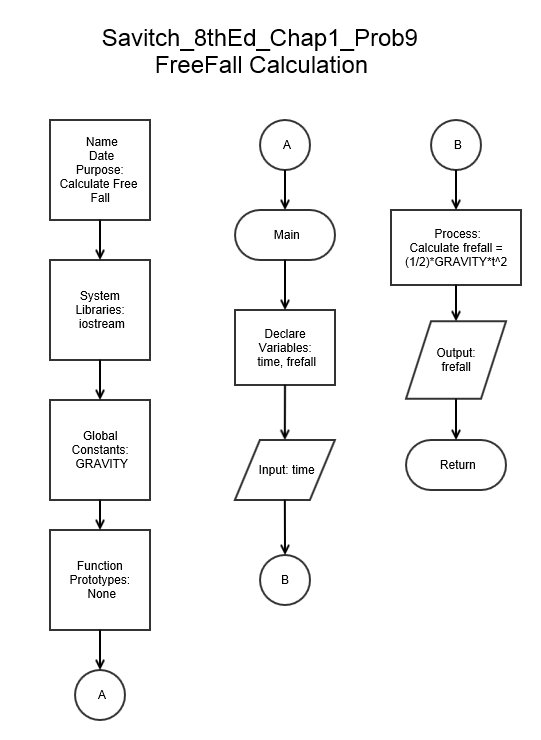 Savitch_8thEd_Chap1_Prob9
FreeFall Calculation
Name
Date
Purpose:
Calculate Free
Fall
System
Libraries:
iostream
Global
Constants:
GRAVITY
Function
Prototypes:
None
A
A
Main
Declare
Variables:
time, frefall
Input: time
B
B
Process:
Calculate frefall =
(1/2)*GRAVITY*t^2
Output:
frefall
Return